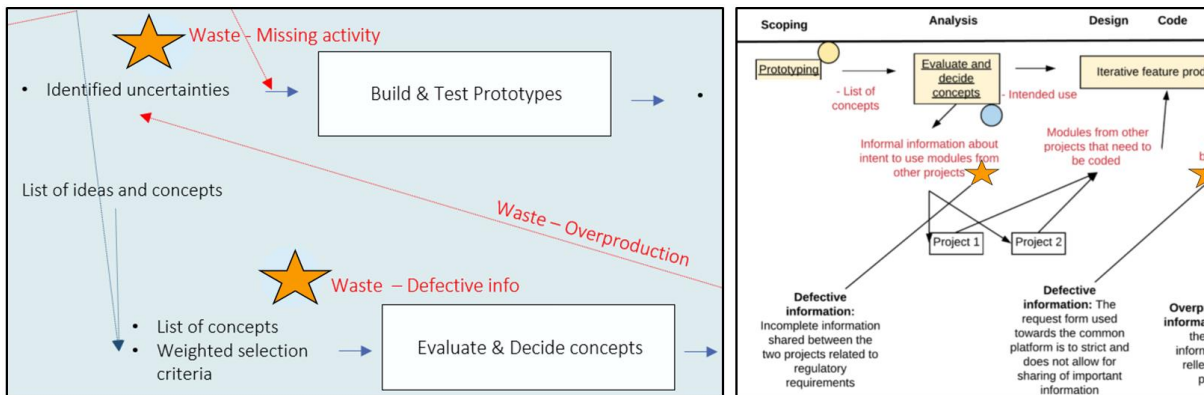 Waste - Missing activity
• Identified uncertainties
Build & Test Prototypes
•
List of ideas and concepts
Waste – Overproduction
Waste – Defective info
• List of concepts
• Weighted selection
criteria
Evaluate & Decide concepts
Scoping
Analysis
Design
Code
Prototyping
- List of
concepts
Evaluate and
decide
concepts
- Intended use
Iterative feature prod
Informal information about
intent to use modules from
other projects
Modules from other
projects that need to
be coded
b
Project 1
Project 2
Defective
information:
Incomplete information
shared between the
two projects related to
regulatory
requirements
Defective
information: The
request form used
towards the common
platform is to strict and
does not allow for
sharing of important
information
Overp
informa
the
inform
relle
p